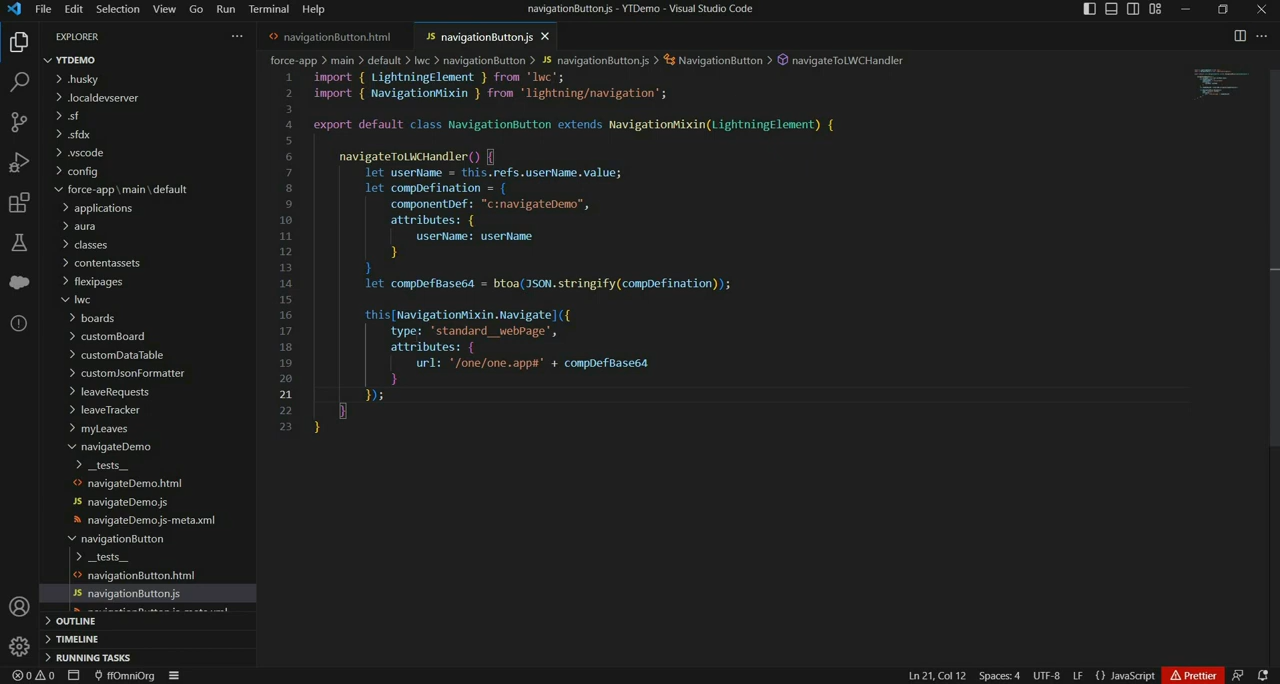 File Edit Selection View Go Run Terminal Help
navigationButton.js - YTDemo - Visual Studio Code
EXPLORER
YTDEMO
.husky
.localdevserver
.sf
.sfdx
.vscode
config
force-app\main\default
applications
aura
classes
contentassets
flexipages
lwc
boards
customBoard
customDataTable
customJsonFormatter
leaveRequests
leaveTracker
myLeaves
navigateDemo
__tests__
navigateDemo.html
navigateDemo.js
navigateDemo.js-meta.xml
navigationButton
__tests__
navigationButton.html
navigationButton.js
navigationButton.js-meta.xml
OUTLINE
TIMELINE
RUNNING TASKS
navigationButton.html
JS navigationButton.js
force-app > main > default > lwc > navigationButton > JS navigationButton.js > NavigationButton > navigateToLWCHandler
1 import { LightningElement } from 'lwc';
2 import { NavigationMixin } from 'lightning/navigation';
3
4 export default class NavigationButton extends NavigationMixin(LightningElement) {
5
6 navigateToLWCHandler() {
7 let userName = this.refs.userName.value;
8 let compDefination = {
9 componentDef: "c:navigateDemo",
10 attributes: {
11 userName: userName
12 }
13 }
14 let compDefBase64 = btoa(JSON.stringify(compDefination));
15
16 this[NavigationMixin.Navigate]({
17 type: 'standard__webPage',
18 attributes: {
19 url: '/one/one.app#' + compDefBase64
20 }
21 });
22 }
23 }
0 0 ffOmniOrg
Ln 21, Col 12 Spaces: 4 UTF-8 LF {} JavaScript Prettier